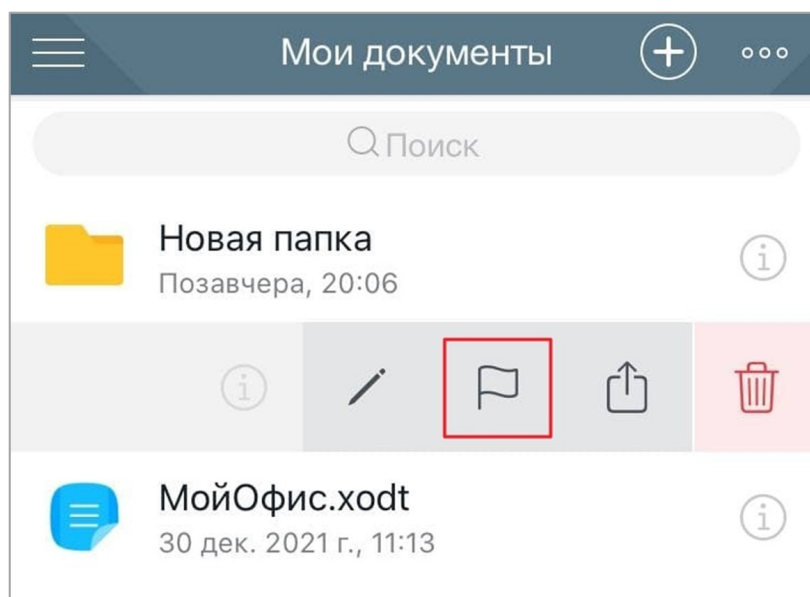 Мои документы
Поиск
Новая папка
Позавчера, 20:06
МойОфис.xodt
30 дек. 2021 г., 11:13